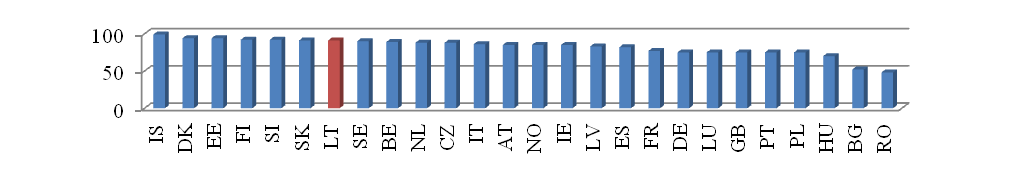 100
50
0
IS DK EE FI SI SK LT SE BE NL CZ IT AT NO IE LV ES FR DE LU GB PT PL HU BG RO